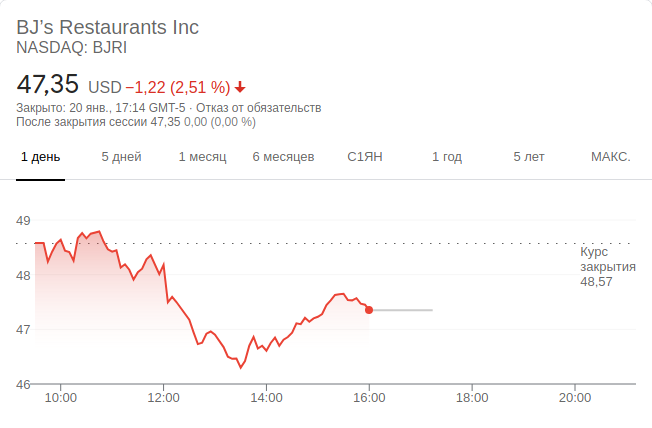 BJ’s Restaurants Inc
NASDAQ: BJRI
47,35 USD −1,22 (2,51 %)
Закрыто: 20 янв., 17:14 GMT-5 · Отказ от обязательств
После закрытия сессии 47,35 0,00 (0,00 %)
1 день 5 дней 1 месяц 6 месяцев С1ЯН 1 год 5 лет МАКС.
49
Курс
закрытия
48,57
48
47
46
10:00 12:00 14:00 16:00 18:00 20:00